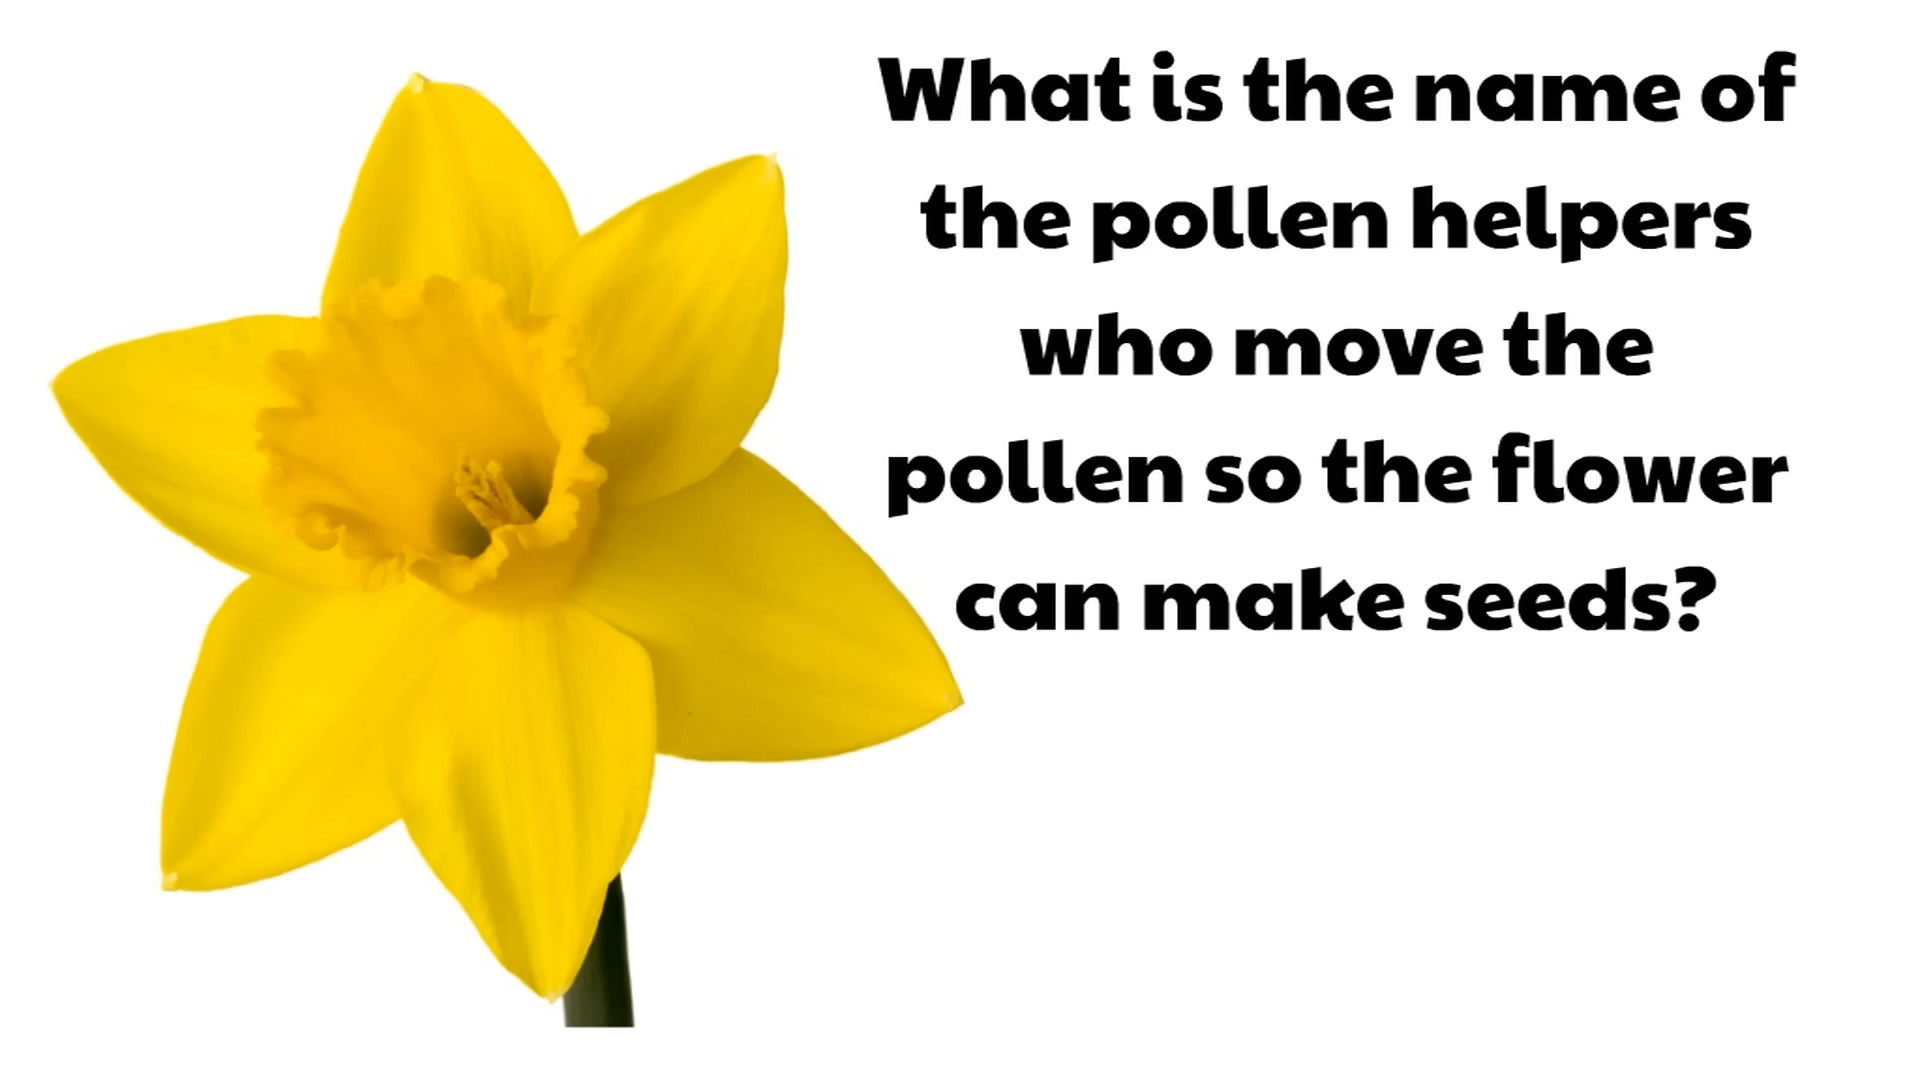 What is the name of
the pollen helpers
who move the
pollen so the flower
can make seeds?